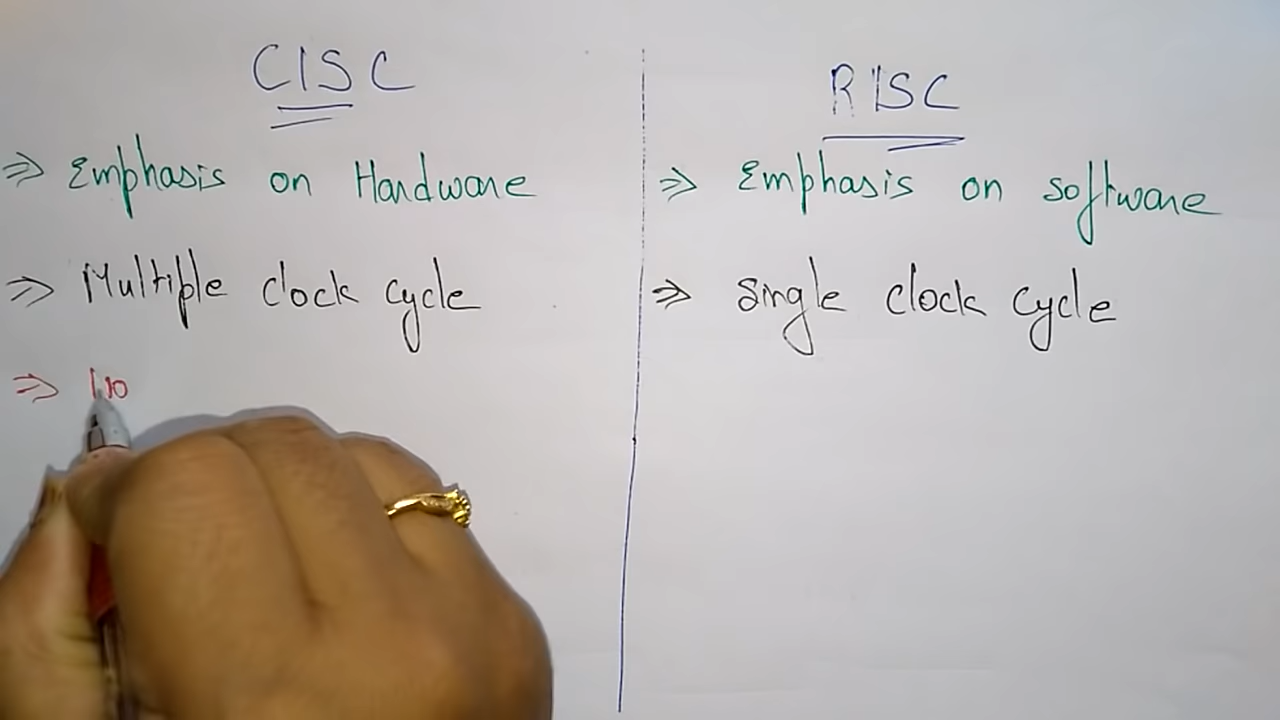 CISC
⇒ Emphasis on Hardware
⇒ Multiple clock cycle
⇒
RISC
⇒ Emphasis on software
⇒ single clock cycle